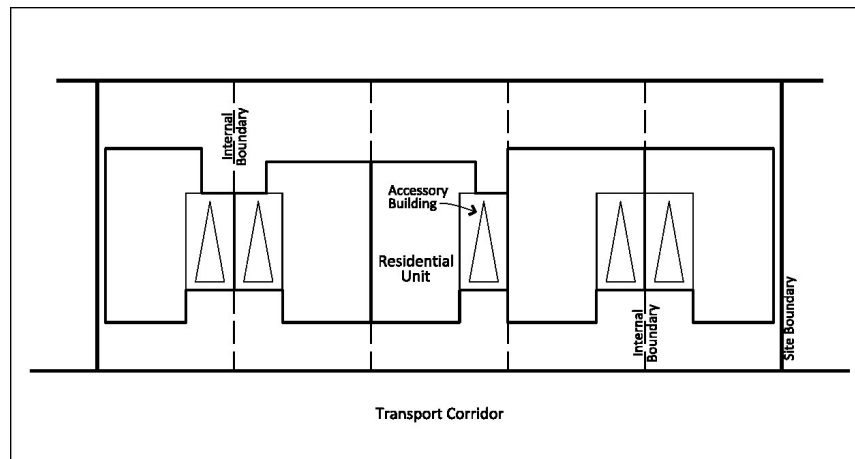 Internal
Boundary
Accessory
Building
Residential
Unit
Internal
Boundary
Site Boundary
Transport Corridor